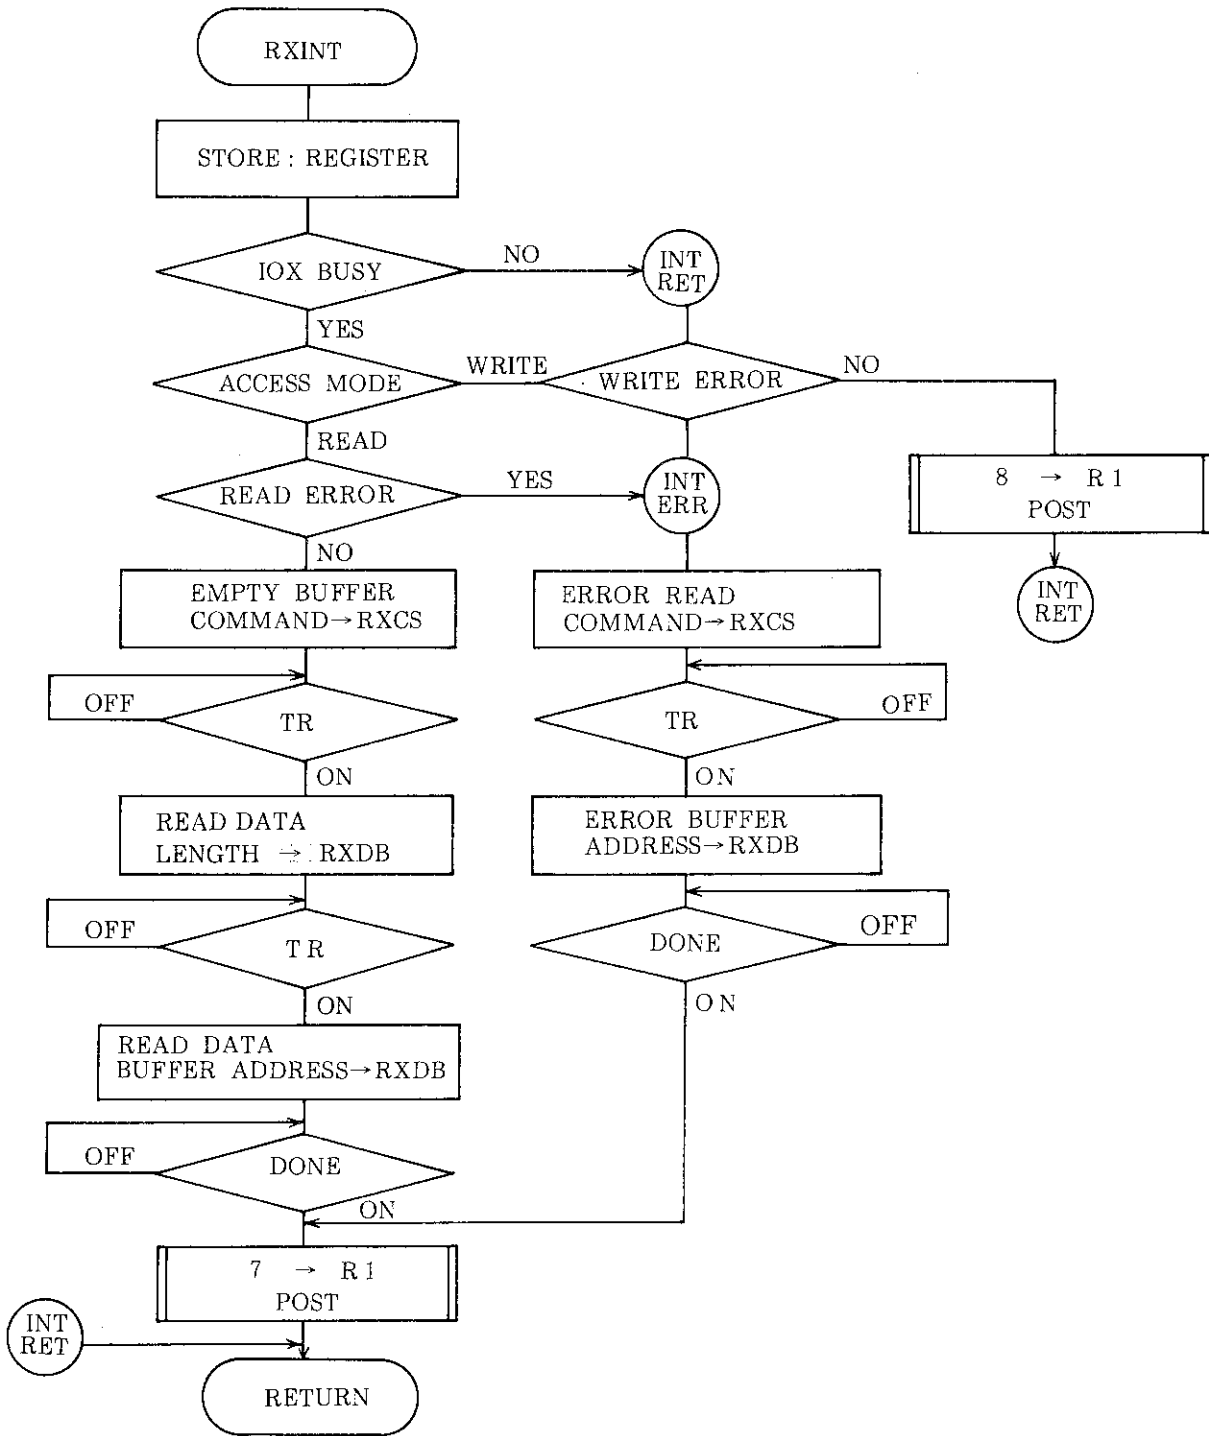 RXINT
STORE : REGISTER
IOX BUSY
NO
INT
RET
YES
ACCESS MODE
WRITE
WRITE ERROR
NO
READ
READ ERROR
YES
INT
ERR
8 → R1
POST
NO
INT
RET
EMPTY BUFFER
COMMAND→RXCS
ERROR READ
COMMAND→RXCS
OFF
TR
TR
OFF
ON
ON
READ DATA
LENGTH → RXDB
ERROR BUFFER
ADDRESS→RXDB
OFF
TR
DONE
OFF
ON
ON
READ DATA
BUFFER ADDRESS→RXDB
OFF
DONE
ON
7 → R1
POST
INT
RET
RETURN